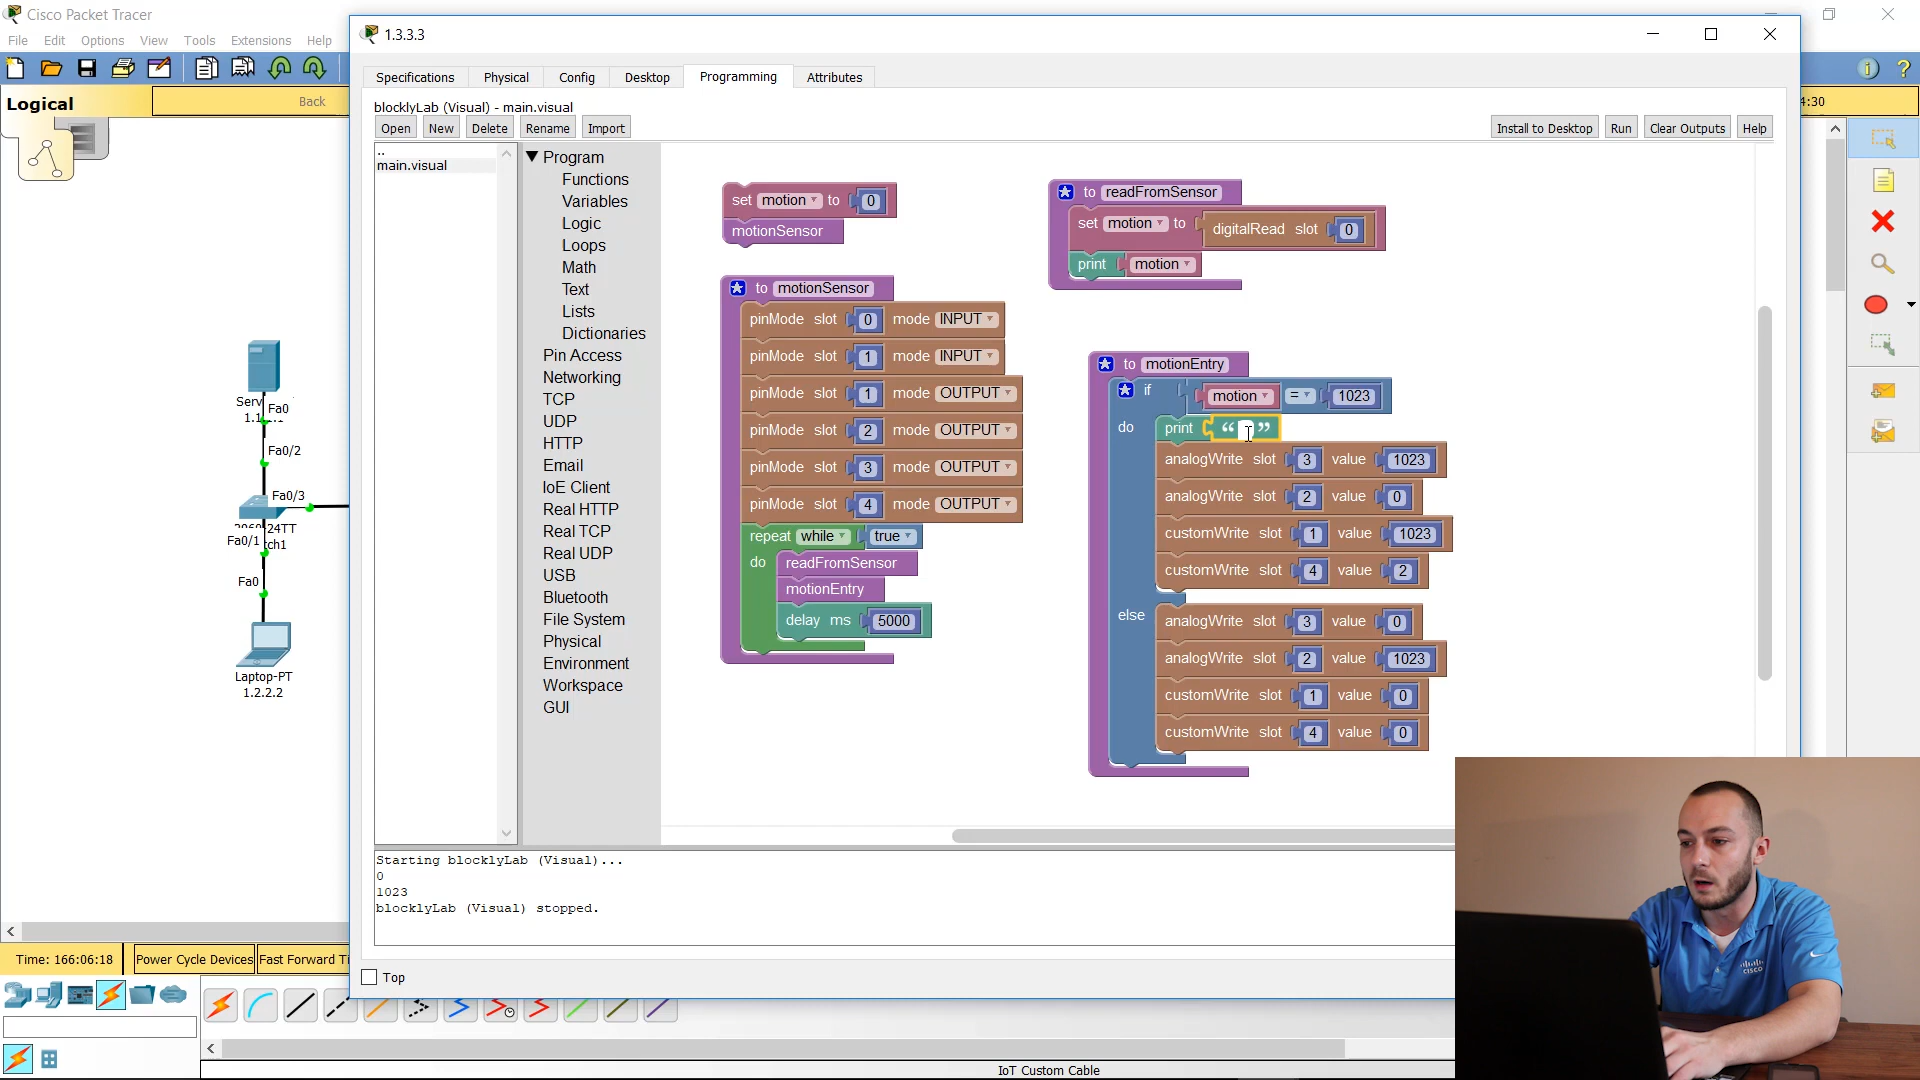 Cisco Packet Tracer
File Edit Options View Tools Extensions Help
Logical
Back
4:30
1.3.3.3
Specifications Physical Config Desktop Programming Attributes
blocklyLab (Visual) - main.visual
Open New Delete Rename Import
Install to Desktop Run Clear Outputs Help
..
main.visual
Program
Functions
Variables
Logic
Loops
Math
Text
Lists
Dictionaries
Pin Access
Networking
TCP
UDP
HTTP
Email
IoE Client
Real HTTP
Real TCP
Real UDP
USB
Bluetooth
File System
Physical
Environment
Workspace
GUI
set motion to 0
motionSensor
to motionSensor
pinMode slot 0 mode INPUT
pinMode slot 1 mode INPUT
pinMode slot 1 mode OUTPUT
pinMode slot 2 mode OUTPUT
pinMode slot 3 mode OUTPUT
pinMode slot 4 mode OUTPUT
repeat while true
do readFromSensor
motionEntry
delay ms 5000
to readFromSensor
set motion to digitalRead slot 0
print motion
to motionEntry
if motion = 1023
do print “ ”
analogWrite slot 3 value 1023
analogWrite slot 2 value 0
customWrite slot 1 value 1023
customWrite slot 4 value 2
else analogWrite slot 3 value 0
analogWrite slot 2 value 1023
customWrite slot 1 value 0
customWrite slot 4 value 0
Starting blocklyLab (Visual)...
0
1023
blocklyLab (Visual) stopped.
Top
Serv
Fa0
Fa0/2
Fa0/3
24TT
Fa0/1
Fa0
Laptop-PT
1.2.2.2
Time: 166:06:18 Power Cycle Devices Fast Forward Ti
IoT Custom Cable
cisco